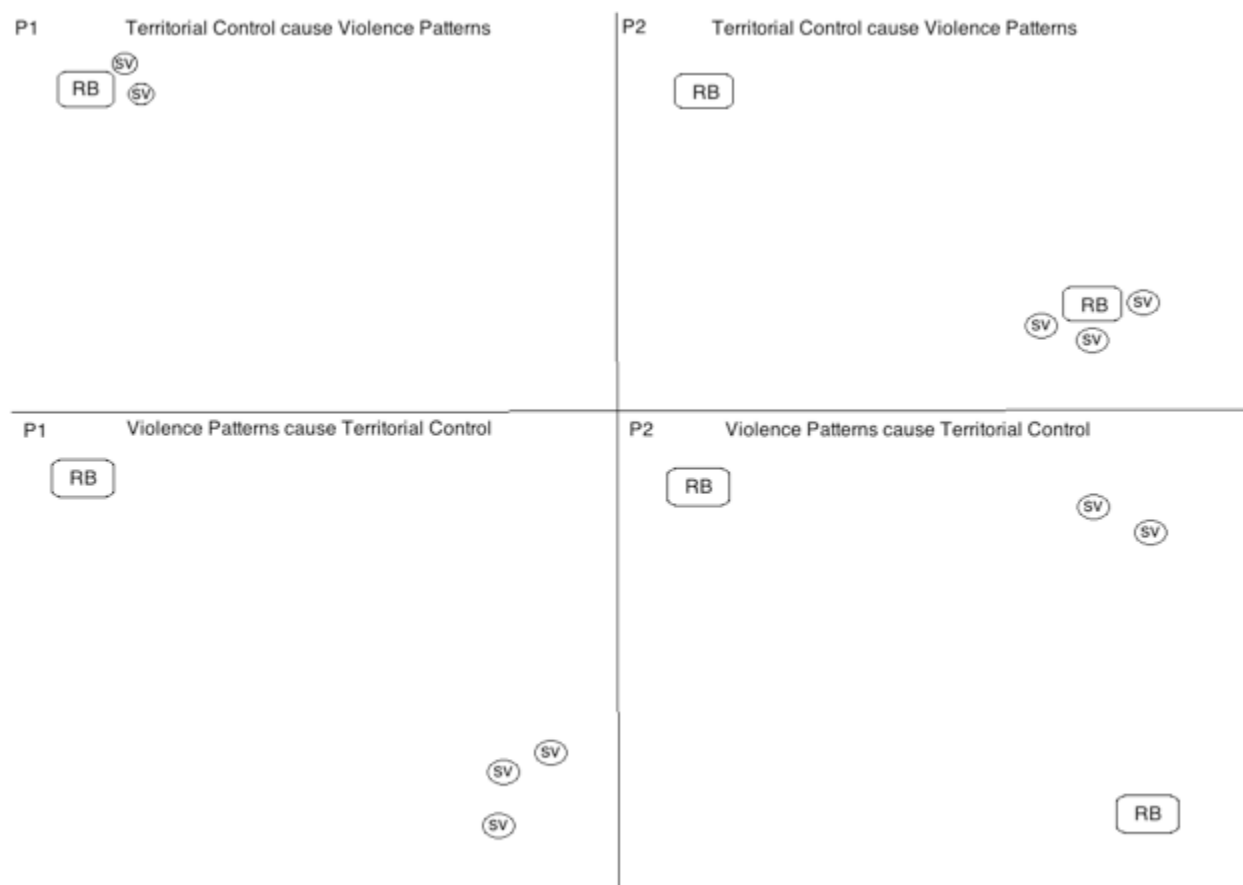 P1 Territorial Control cause Violence Patterns
SV
RB
SV
P2 Territorial Control cause Violence Patterns
RB
RB
SV
SV
SV
P1 Violence Patterns cause Territorial Control
RB
SV
SV
SV
P2 Violence Patterns cause Territorial Control
RB
SV
SV
RB